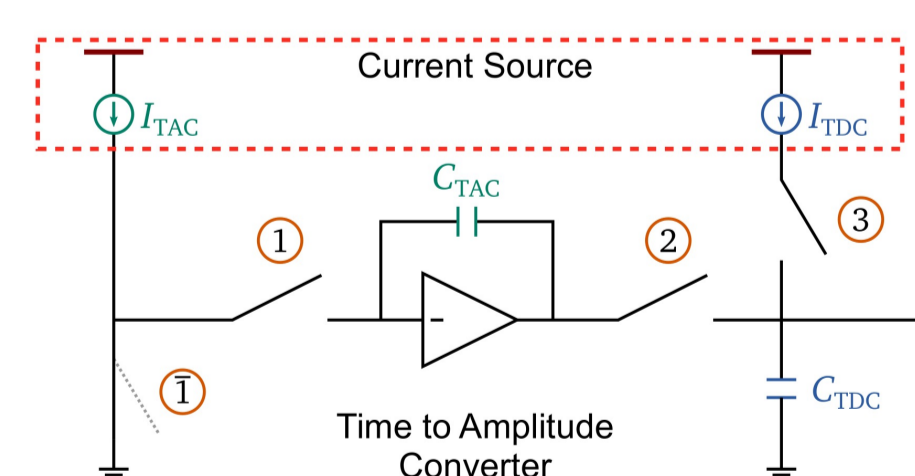 Current Source
I_TAC
I_TDC
C_TAC
1
2
3
-
1̅
C_TDC
Time to Amplitude
Converter